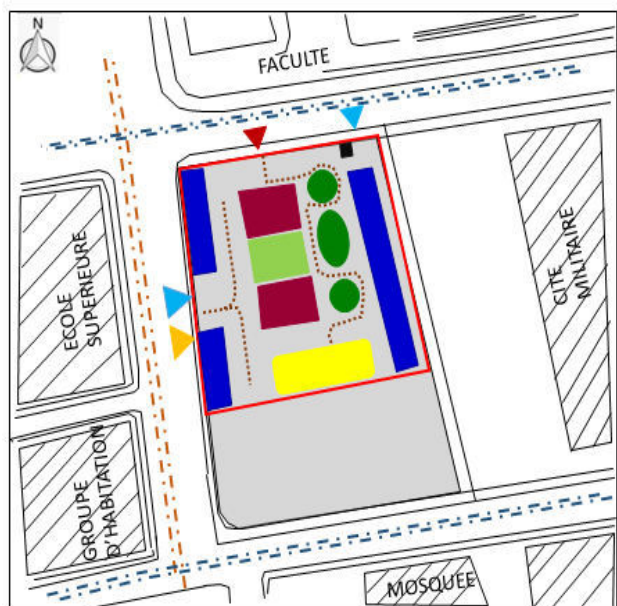 N
FACULTE
ECOLE
SUPERIEURE
CITE
MILITAIRE
GROUPE
D'HABITATION
MOSQUEE